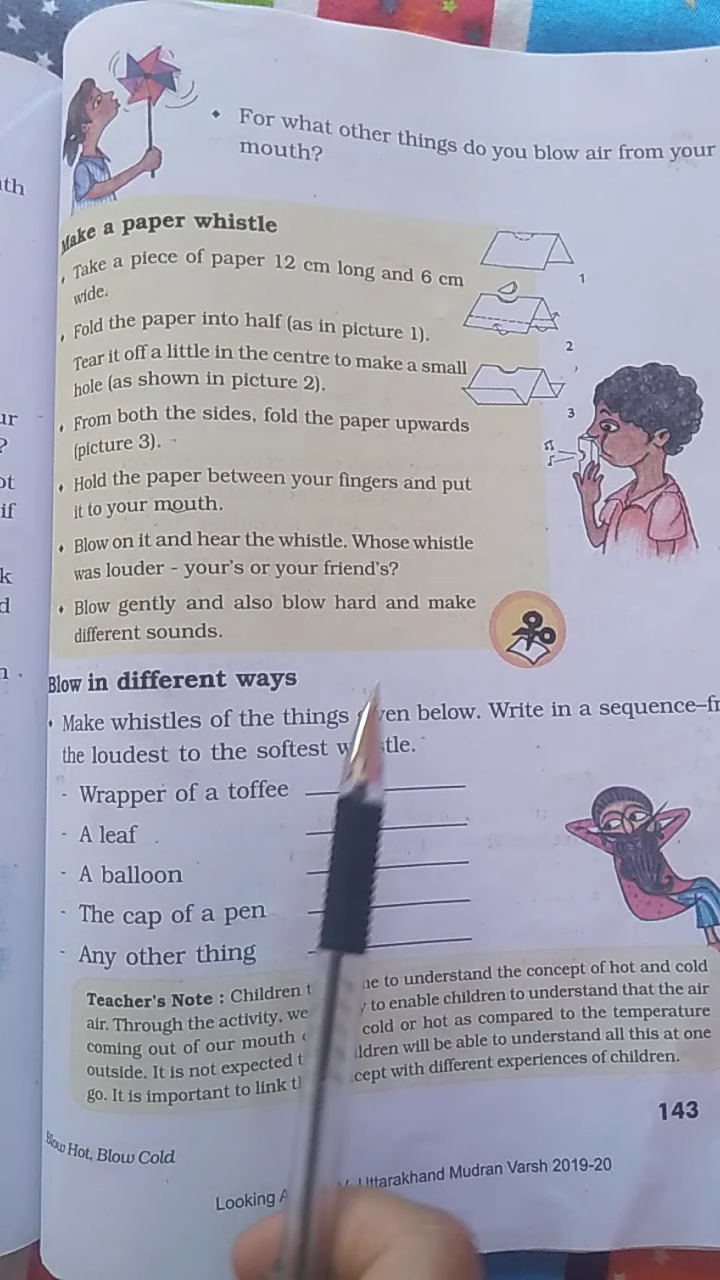 th
For what other things do you blow air from your
mouth?
Make a paper whistle
Take a piece of paper 12 cm long and 6 cm
wide.
Fold the paper into half (as in picture 1).
Tear it off a little in the centre to make a small
hole (as shown in picture 2).
From both the sides, fold the paper upwards
(picture 3).
Hold the paper between your fingers and put
it to your mouth.
Blow on it and hear the whistle. Whose whistle
was louder – your's or your friend's?
Blow gently and also blow hard and make
different sounds.
1
2
3
ur
?
ot
if
k
d
Blow in different ways
Make whistles of the things given below. Write in a sequence–fr
the loudest to the softest w stle.
- Wrapper of a toffee
- A leaf
- A balloon
- The cap of a pen
- Any other thing
Teacher's Note : Children t to understand the concept of hot and cold
air. Through the activity, we to enable children to understand that the air
coming out of our mouth cold or hot as compared to the temperature
outside. It is not expected ldren will be able to understand all this at one
go. It is important to link cept with different experiences of children.
143
Blow Hot, Blow Cold
Looking Uttarakhand Mudran Varsh 2019-20